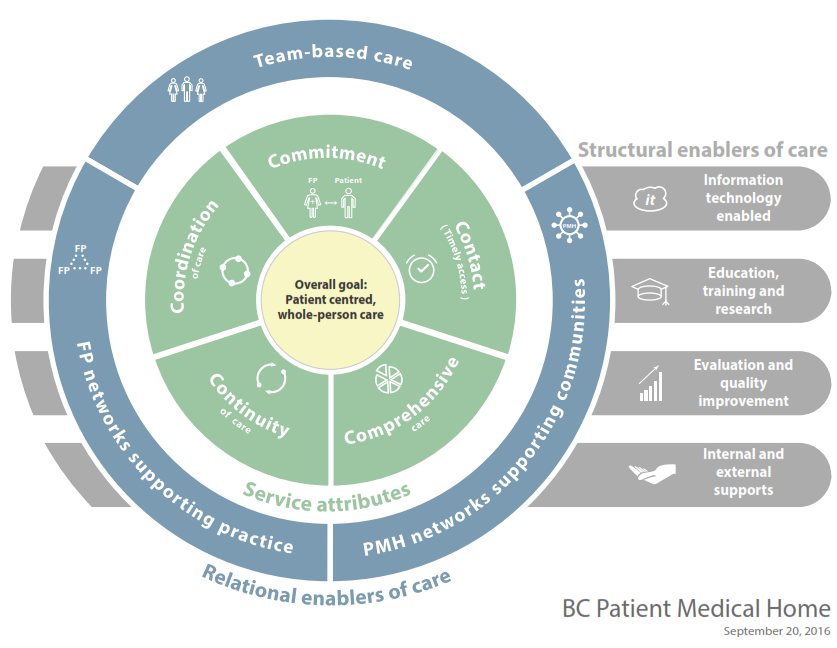 Team-based care
Structural enablers of care
Commitment
FP Patient
Information
technology
enabled
it
PMH
Coordination
of care
Contact
(Timely access)
FP
FP FP
Overall goal:
Patient centred,
whole-person care
Education,
training and
research
Continuity
of care
Comprehensive
care
Evaluation and
quality
improvement
FP networks supporting practice
PMH networks supporting communities
Internal and
external
supports
Service attributes
Relational enablers of care
BC Patient Medical Home
September 20, 2016